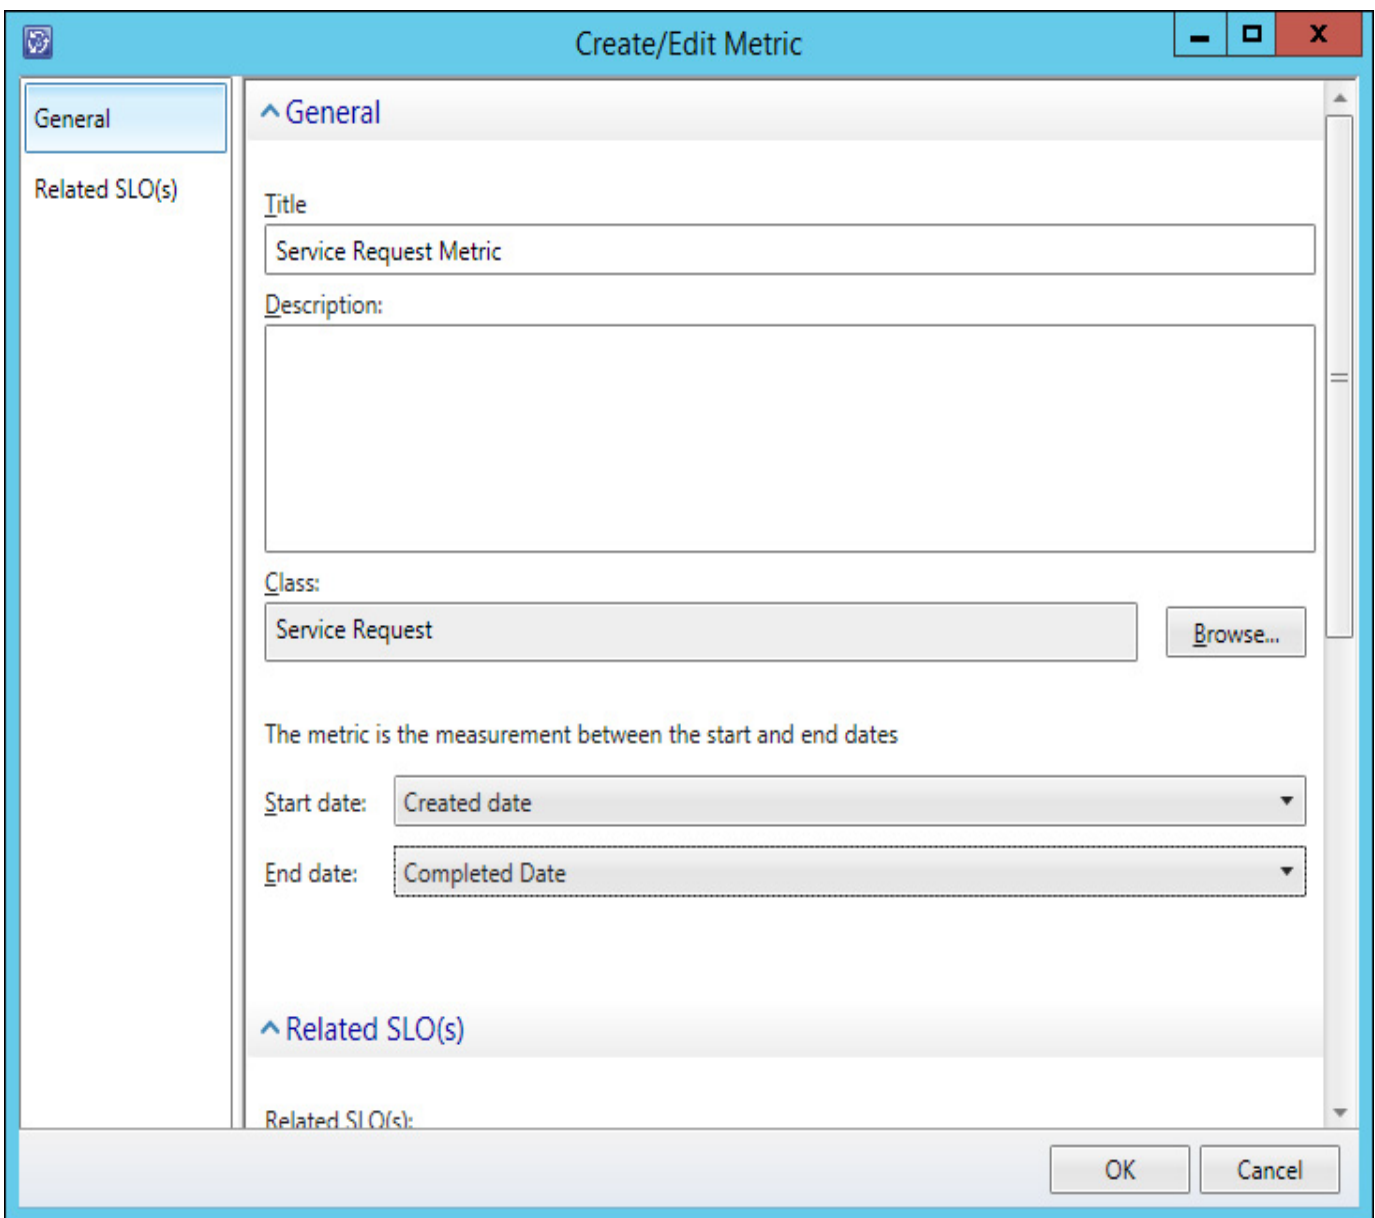 Create/Edit Metric
General
Related SLO(s)
General
Title
Service Request Metric
Description:
Class:
Service Request
Browse...
The metric is the measurement between the start and end dates
Start date: Created date
End date: Completed Date
Related SLO(s)
Related SLO(s):
OK Cancel